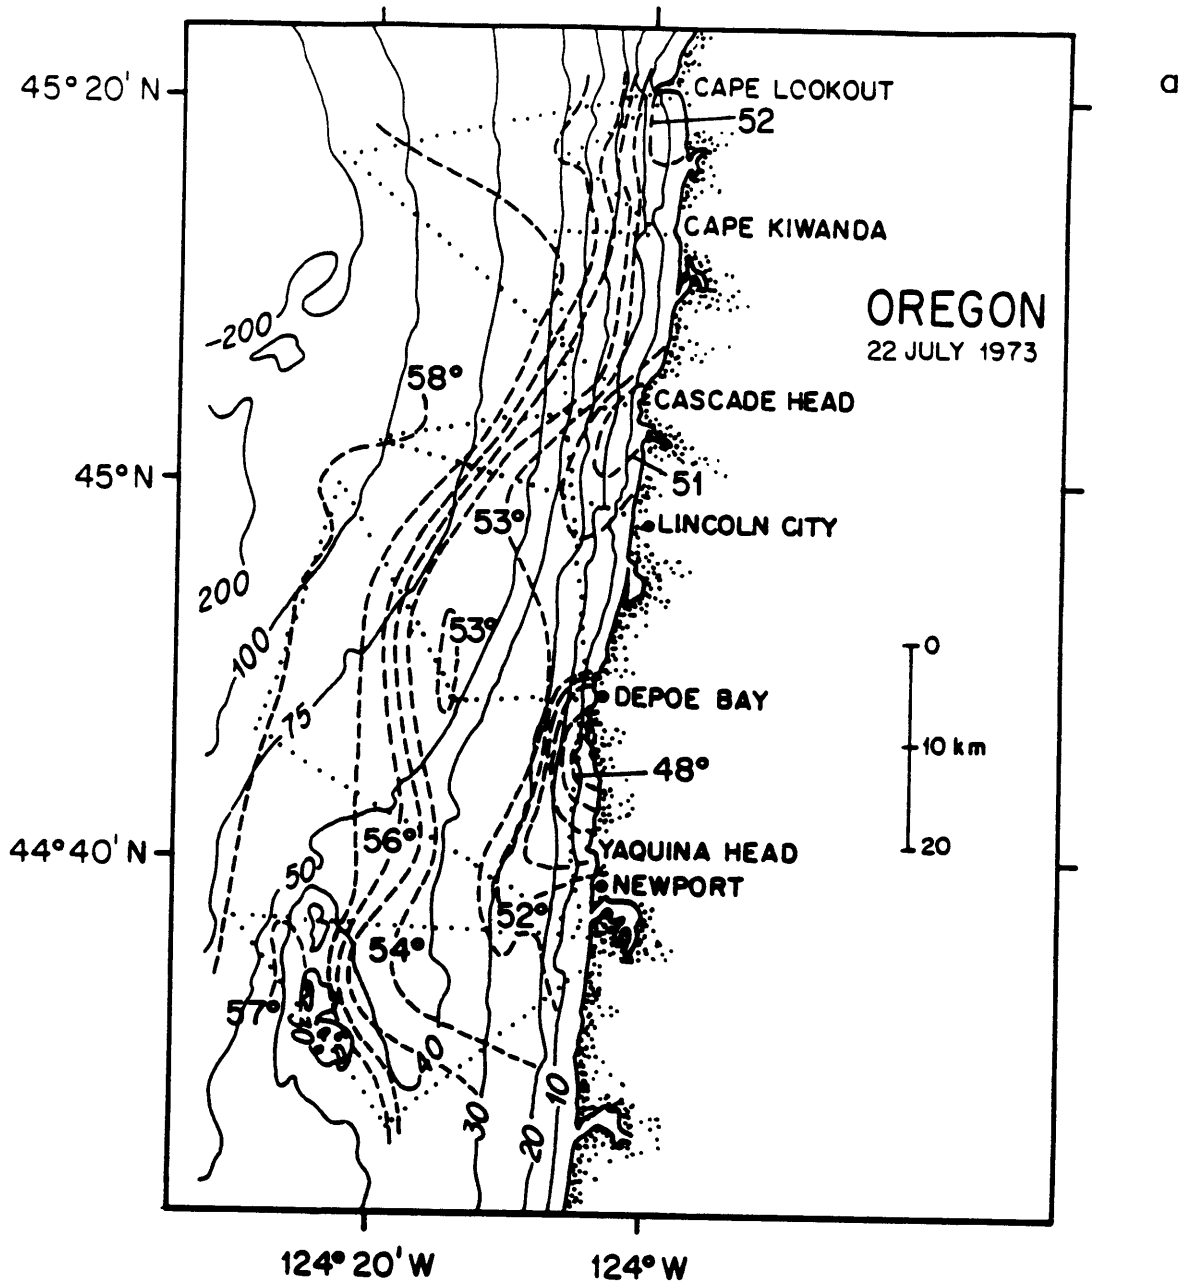 a
45°20'N
CAPE LOOKOUT
52
CAPE KIWANDA
OREGON
22 JULY 1973
-200
58°
CASCADE HEAD
45°N
51
53°
LINCOLN CITY
200
53°
100
0
DEPOE BAY
75
10 km
48°
56°
44°40'N
YAQUINA HEAD
20
50
NEWPORT
52°
54°
57°
30
40
10
30
20
124°20'W
124°W